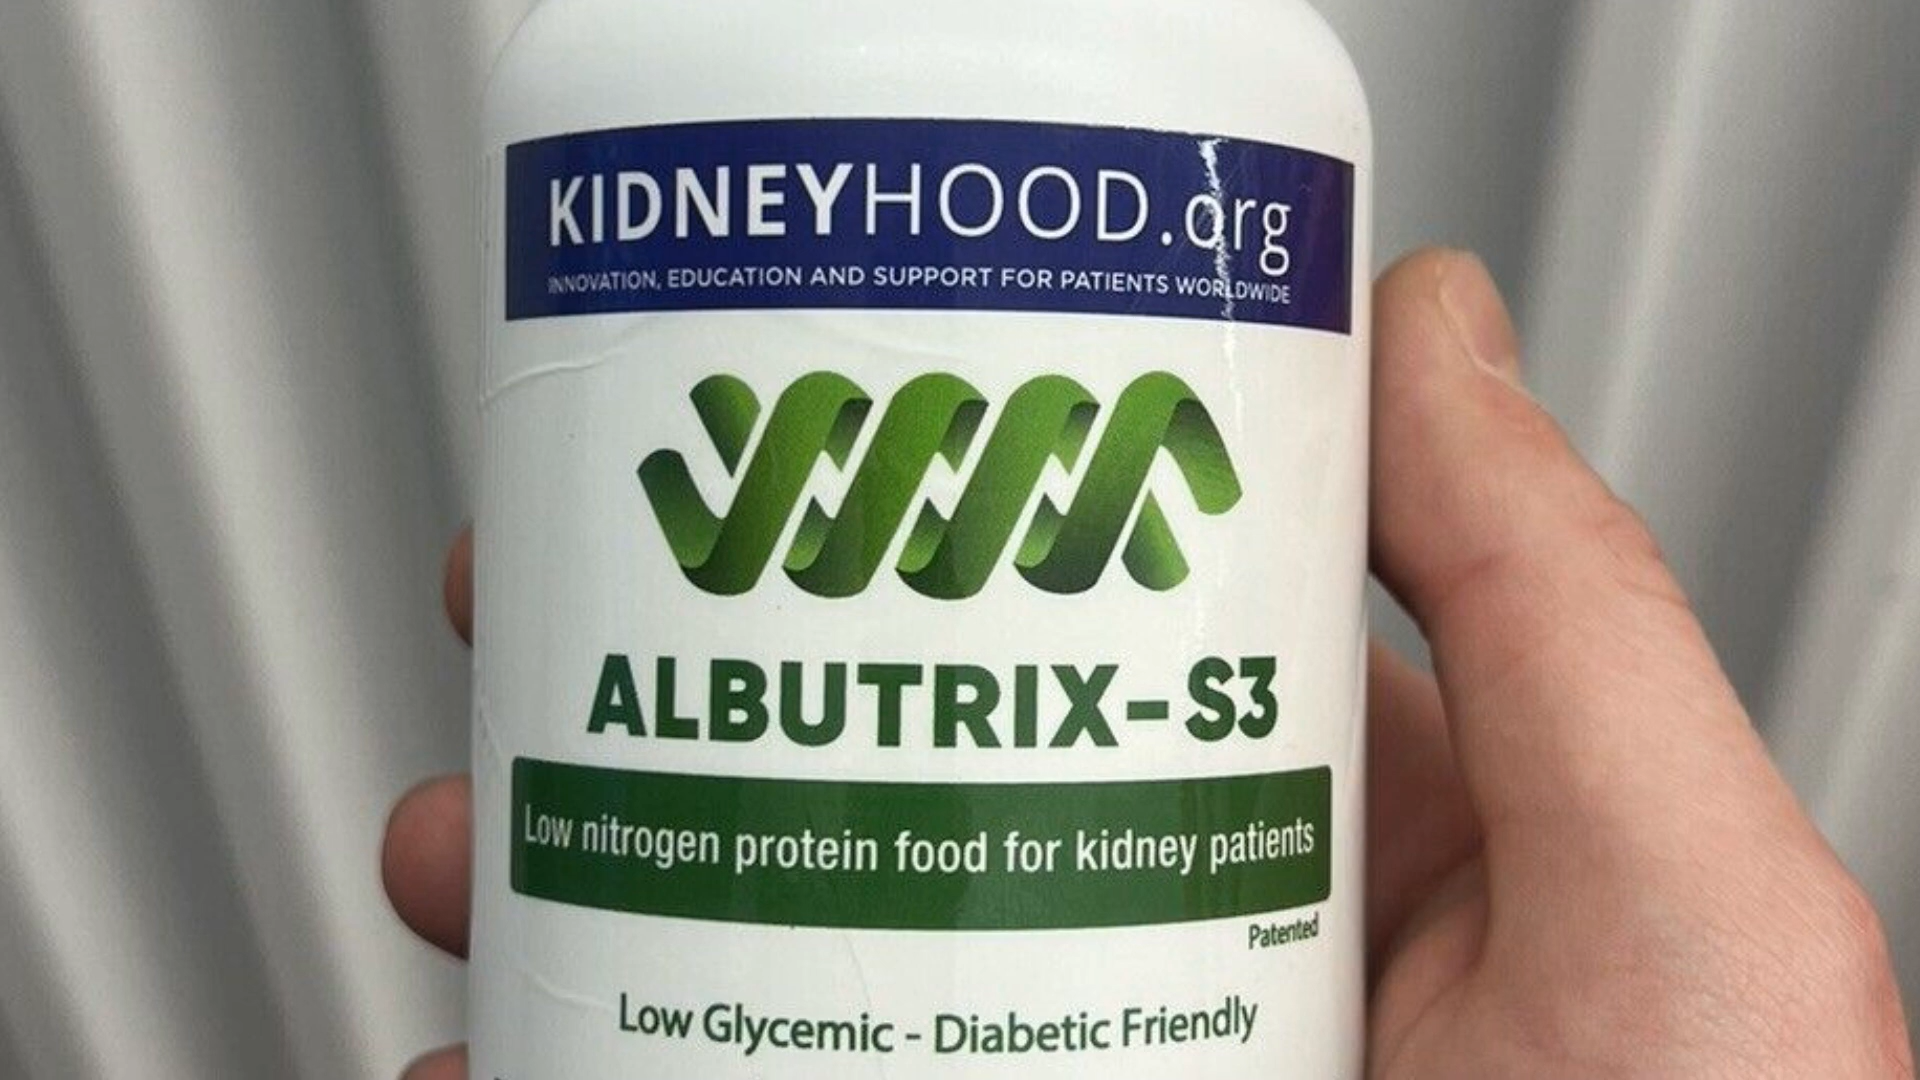 KIDNEYHOOD.org
INNOVATION, EDUCATION AND SUPPORT FOR PATIENTS WORLDWIDE
ALBUTRIX-S3
Low nitrogen protein food for kidney patients
Patented
Low Glycemic - Diabetic Friendly